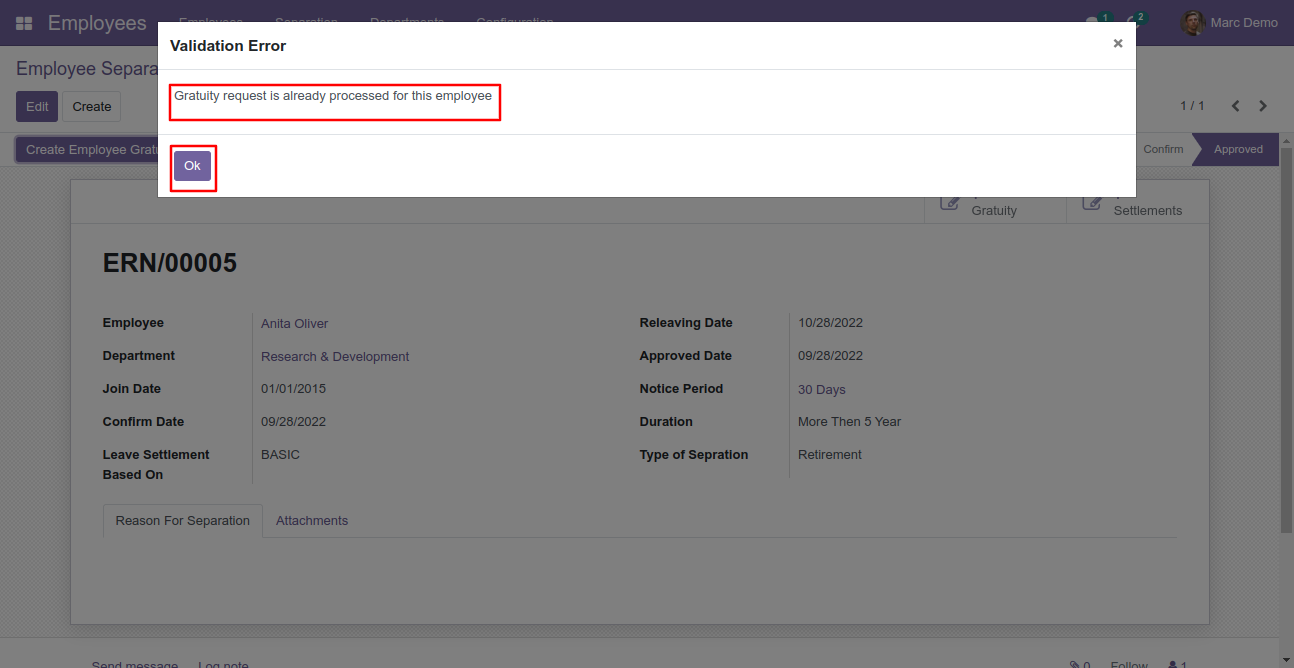 Employees Employees Separation Departments Configuration 1 2 Marc Demo
Validation Error ×
Employee Separa
Gratuity request is already processed for this employee
Edit Create
1 / 1
Ok
Create Employee Grat
Confirm Approved
Gratuity Settlements
ERN/00005
Employee Anita Oliver Releaving Date 10/28/2022
Department Research & Development Approved Date 09/28/2022
Join Date 01/01/2015 Notice Period 30 Days
Confirm Date 09/28/2022 Duration More Then 5 Year
Leave Settlement BASIC Type of Sepration Retirement
Based On
Reason For Separation Attachments
Send message Log note 0 Follow 1